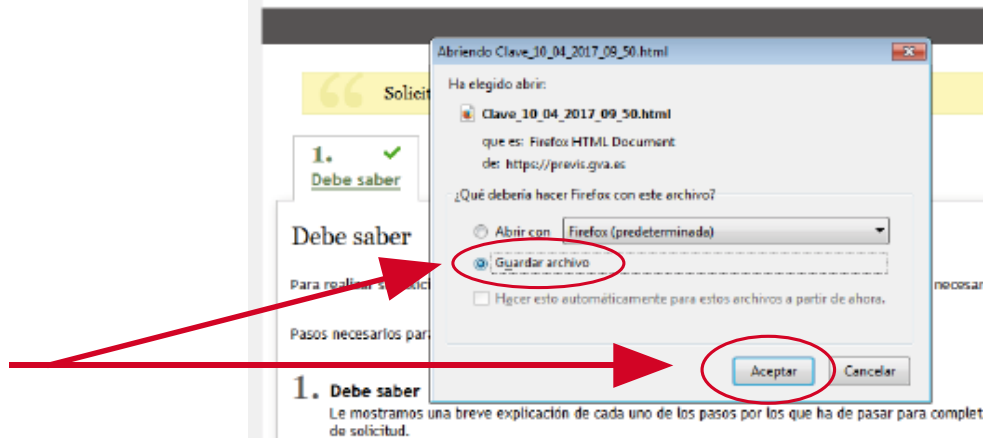 Abriendo Clave_10_04_2017_09_50.html
Solicit
Ha elegido abrir:
Clave_10_04_2017_09_50.html
que es: Firefox HTML Document
de: https://previs.gva.es
1.
Debe saber
¿Qué debería hacer Firefox con este archivo?
Abrir con Firefox (predeterminada)
Guardar archivo
Hacer esto automáticamente para estos archivos a partir de ahora.
Debe saber
Para realizar necesar
Pasos necesarios par
Aceptar Cancelar
1. Debe saber
Le mostramos una breve explicación de cada uno de los pasos por los que ha de pasar para complet
de solicitud.